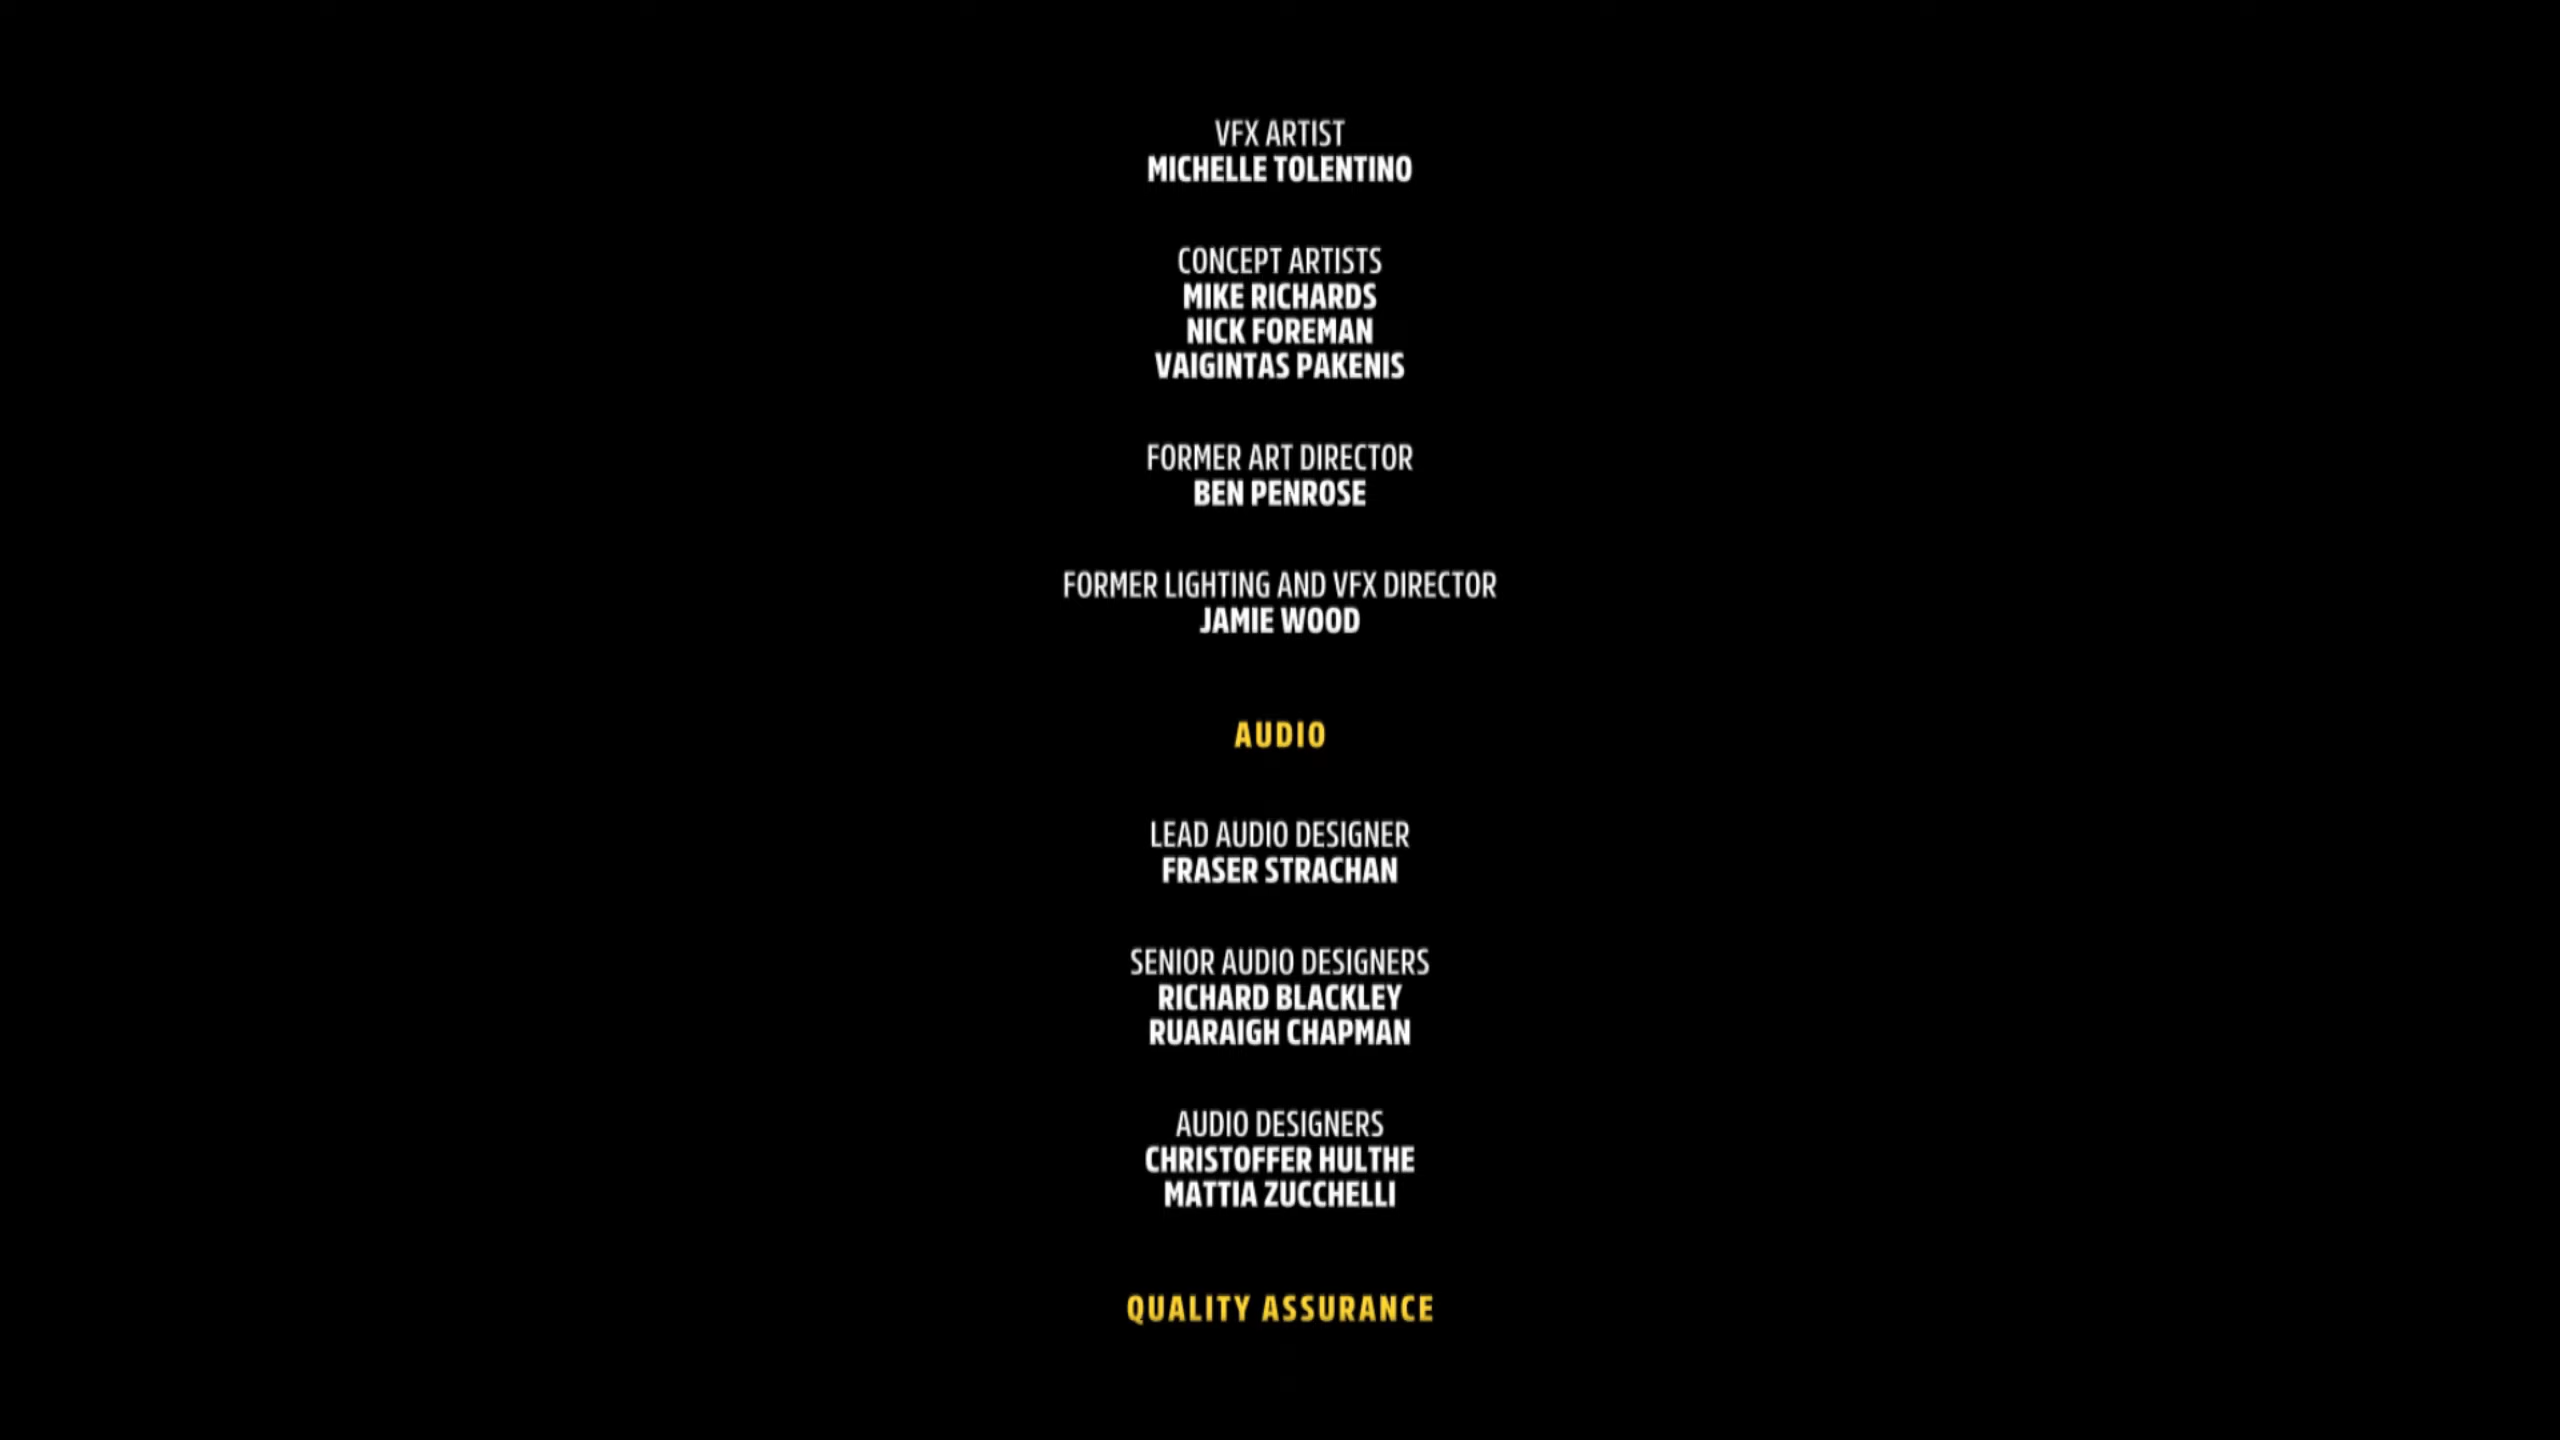 VFX ARTIST
MICHELLE TOLENTINO
CONCEPT ARTISTS
MIKE RICHARDS
NICK FOREMAN
VAIGINTAS PAKENIS
FORMER ART DIRECTOR
BEN PENROSE
FORMER LIGHTING AND VFX DIRECTOR
JAMIE WOOD
AUDIO
LEAD AUDIO DESIGNER
FRASER STRACHAN
SENIOR AUDIO DESIGNERS
RICHARD BLACKLEY
RUARAIGH CHAPMAN
AUDIO DESIGNERS
CHRISTOFFER HULTHE
MATTIA ZUCCHELLI
QUALITY ASSURANCE